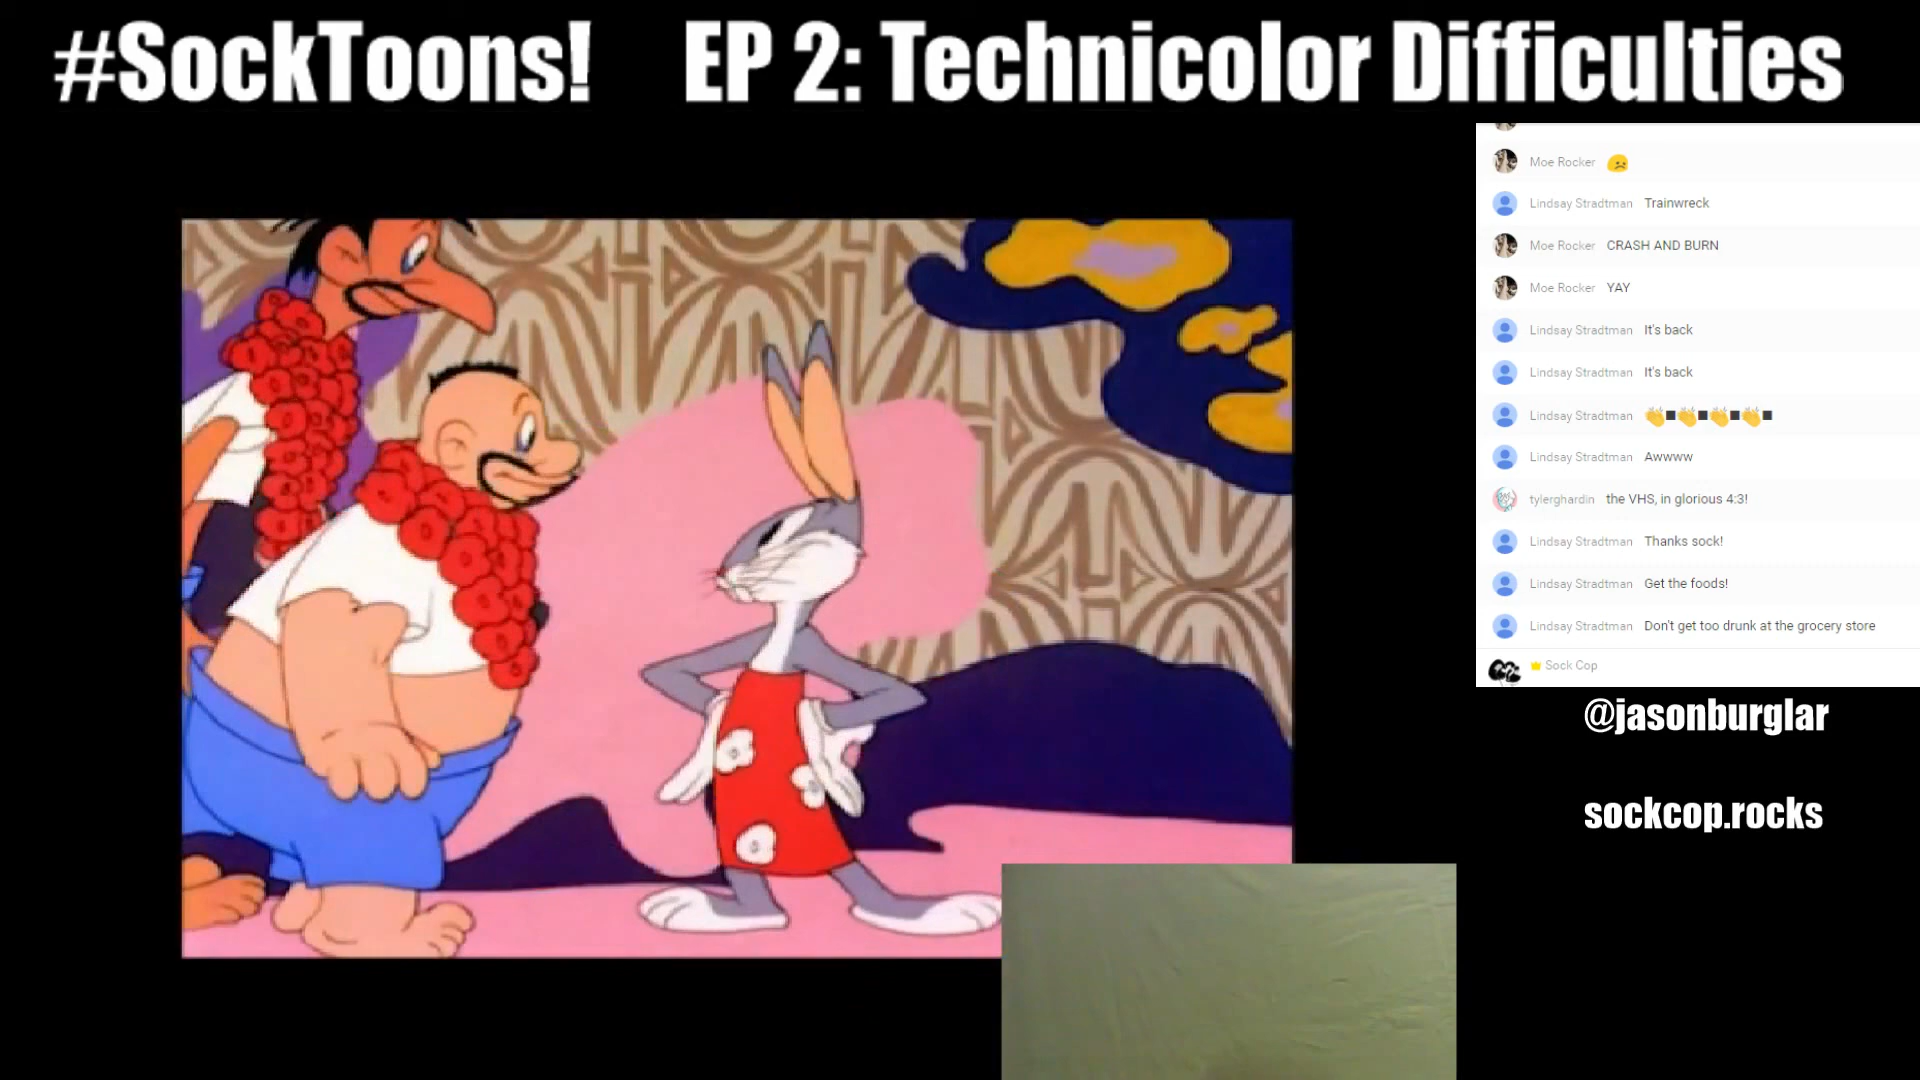 #SockToons! EP 2: Technicolor Difficulties
Moe Rocker
Lindsay Stradtman Trainwreck
Moe Rocker CRASH AND BURN
Moe Rocker YAY
Lindsay Stradtman It's back
Lindsay Stradtman It's back
Lindsay Stradtman
Lindsay Stradtman Awwww
tylerghardin the VHS, in glorious 4:3!
Lindsay Stradtman Thanks sock!
Lindsay Stradtman Get the foods!
Lindsay Stradtman Don't get too drunk at the grocery store
Sock Cop
@jasonburglar
sockcop.rocks